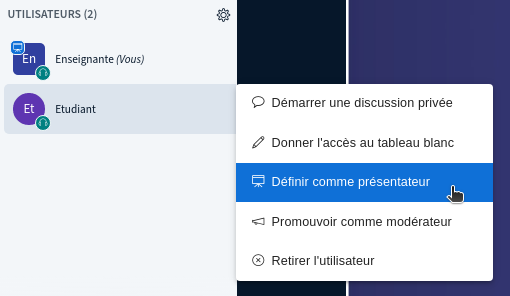 UTILISATEURS (2)
En
Enseignante (Vous)
Et
Etudiant
Démarrer une discussion privée
Donner l'accès au tableau blanc
Définir comme présentateur
Promouvoir comme modérateur
Retirer l'utilisateur